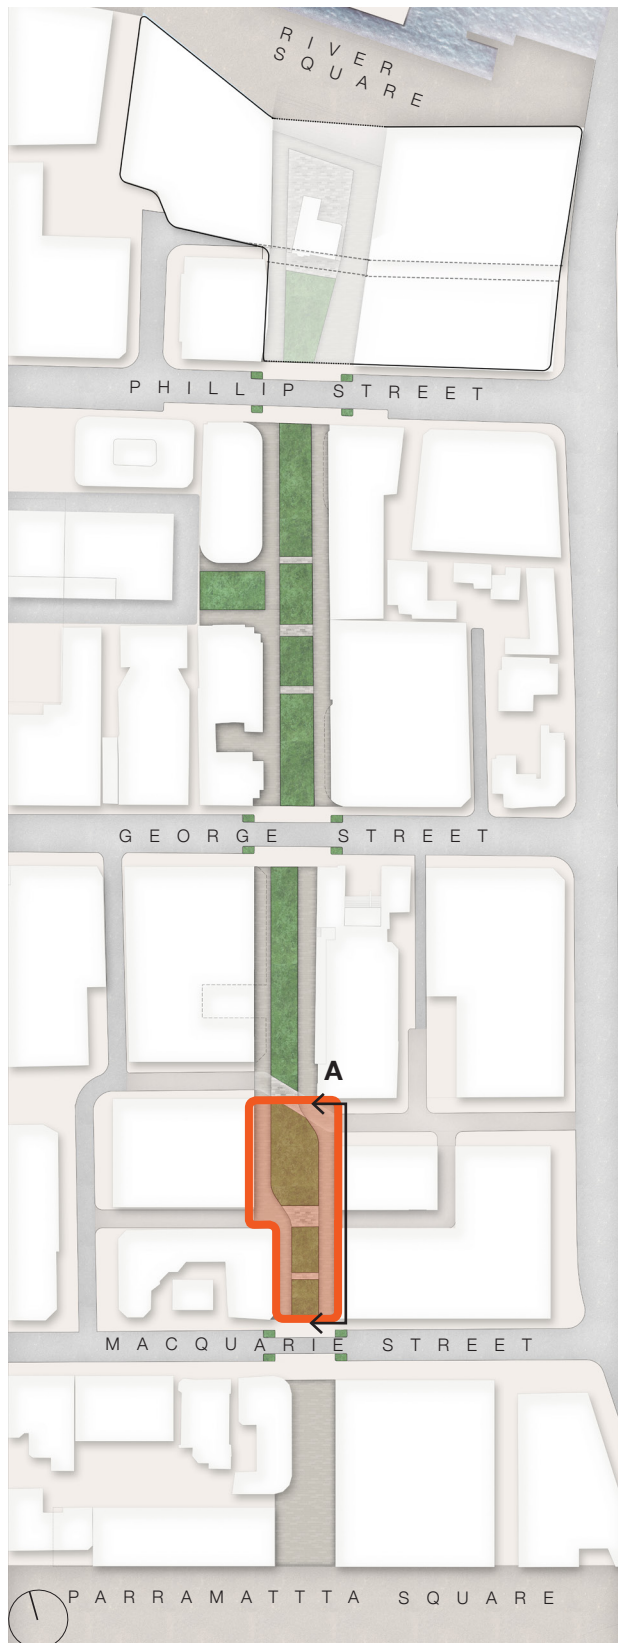 RIVER
SQUARE
PHILLIP STREET
GEORGE STREET
A
MACQUARIE STREET
PARRAMATTTA SQUARE